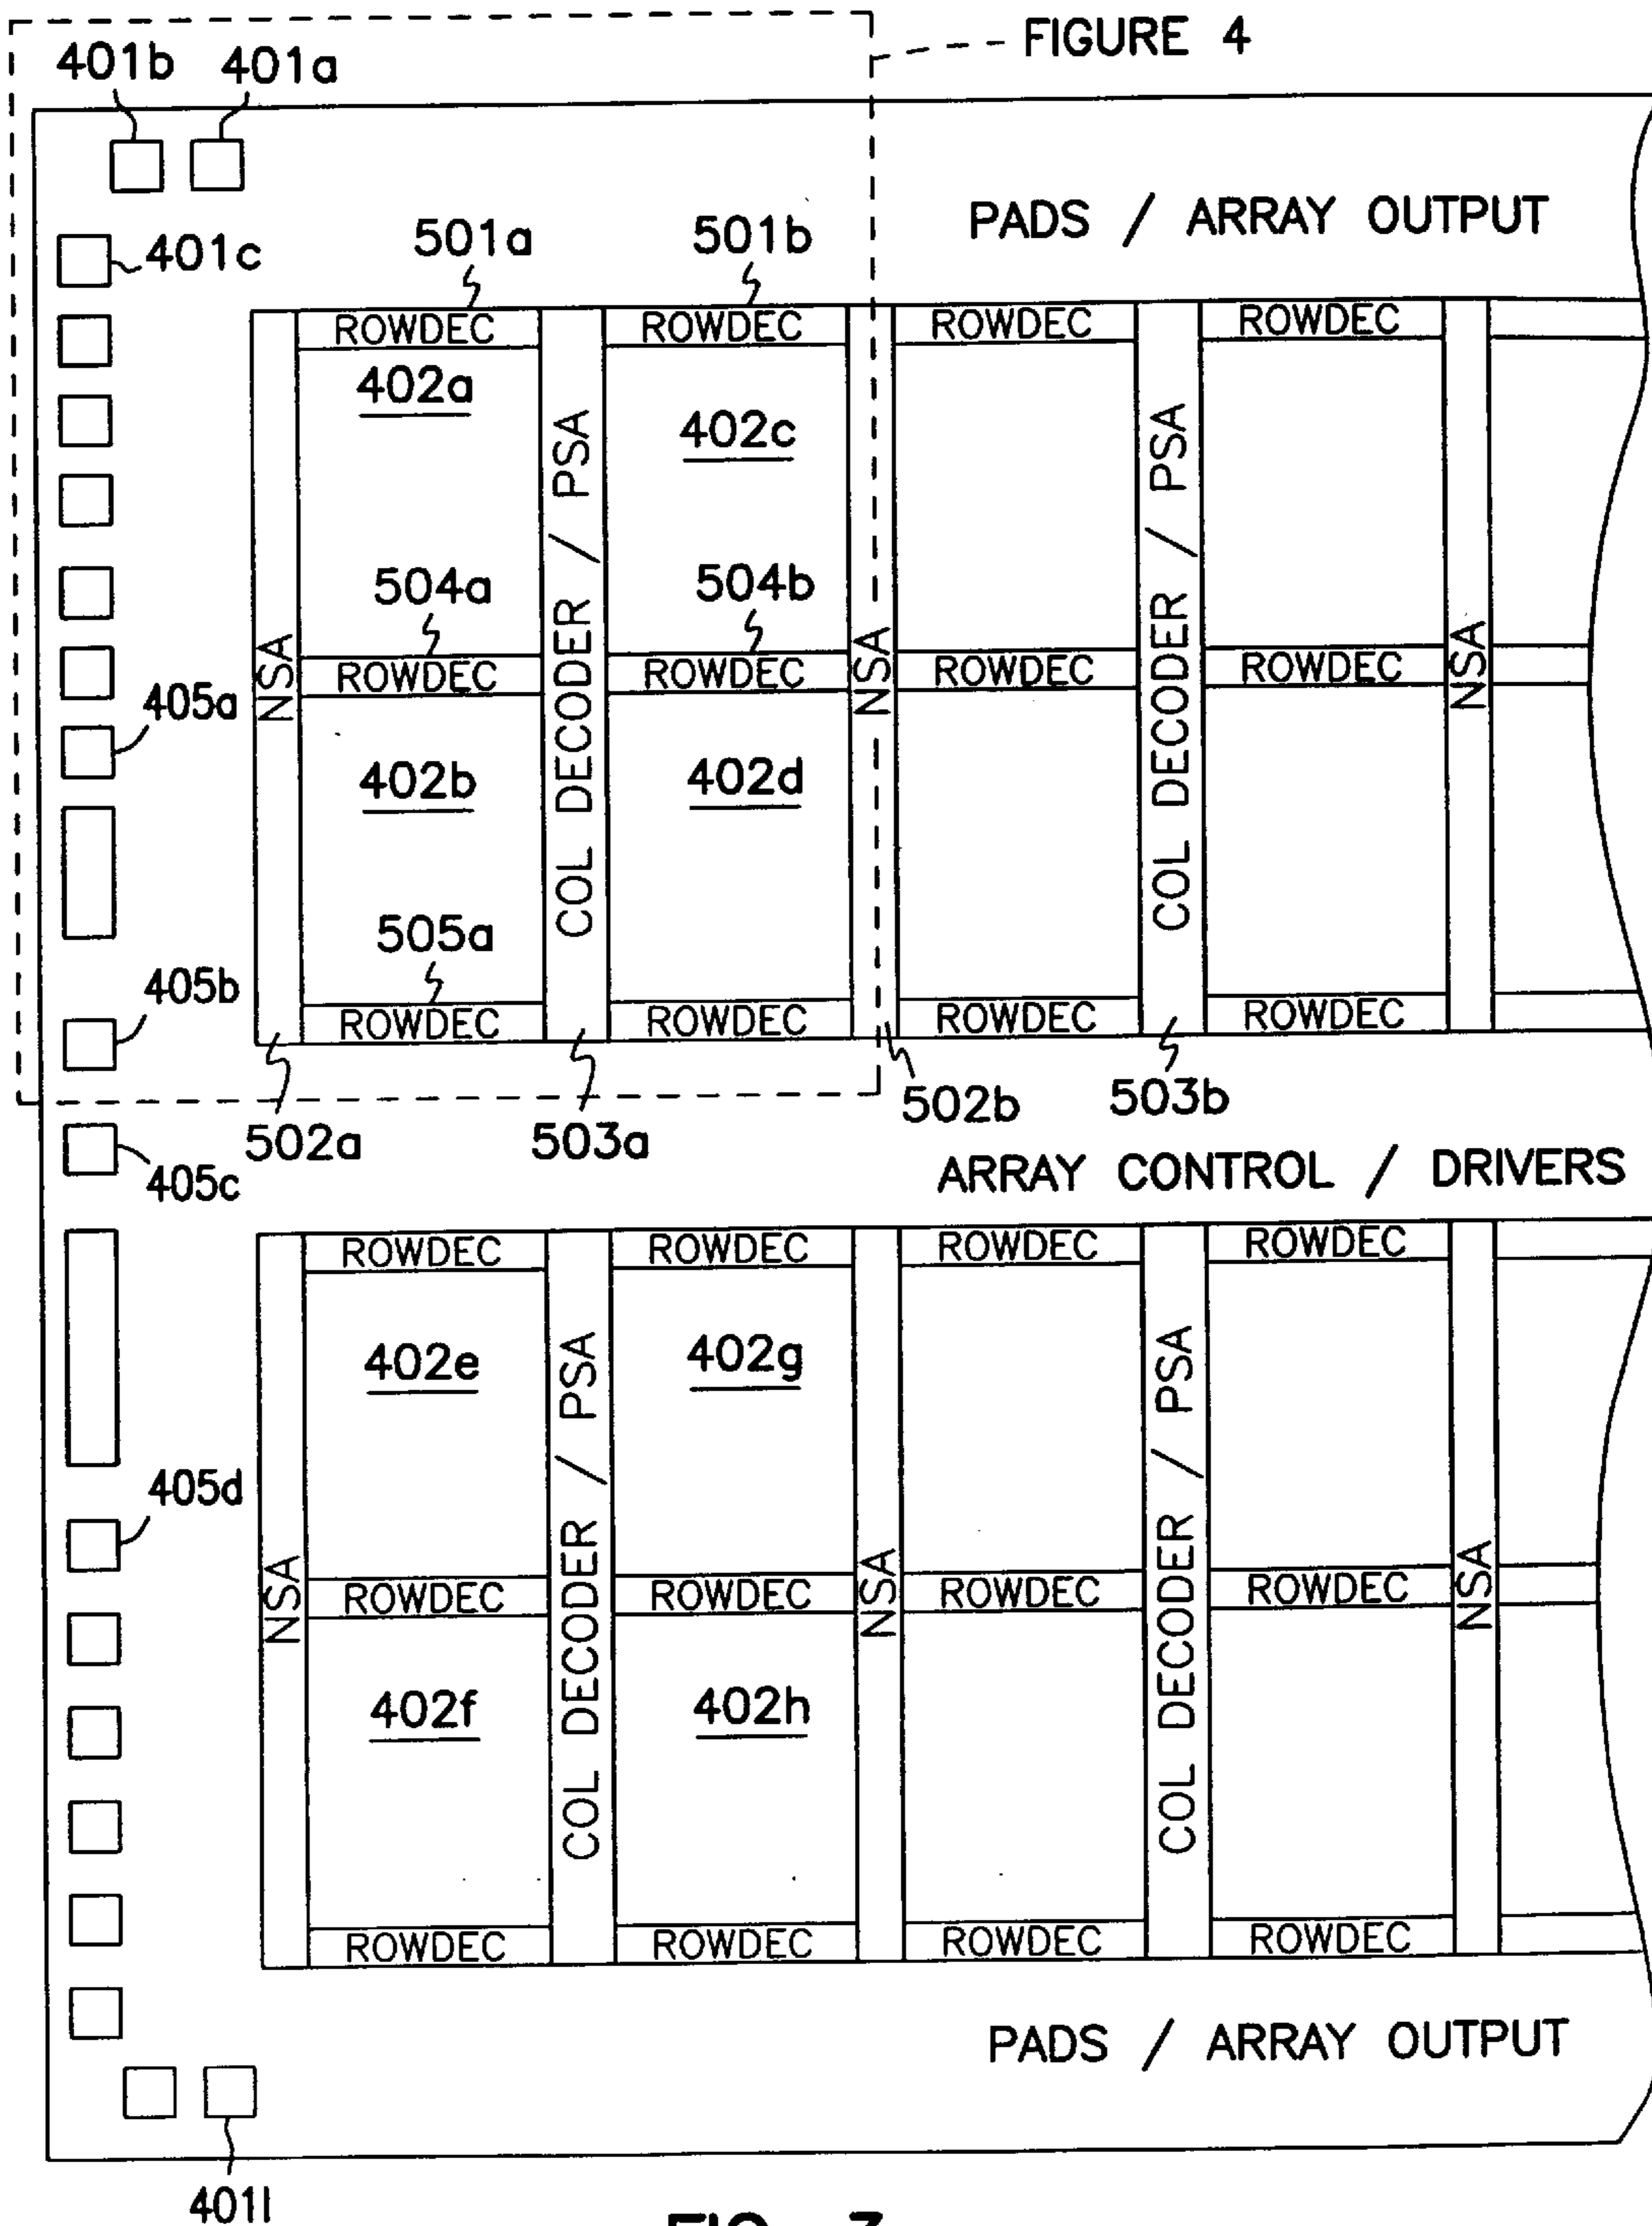 FIGURE 4
401b 401a
PADS / ARRAY OUTPUT
401c
501a 501b
ROWDEC ROWDEC ROWDEC ROWDEC
402a
402c
COL DECODER / PSA
COL DECODER / PSA
504a 504b
NSA
NSA
NSA
ROWDEC ROWDEC ROWDEC ROWDEC
405a
402b 402d
505a
405b
ROWDEC ROWDEC ROWDEC ROWDEC
502a 503a 502b 503b
405c
ARRAY CONTROL / DRIVERS
ROWDEC ROWDEC ROWDEC ROWDEC
402e 402g
COL DECODER / PSA
COL DECODER / PSA
405d
NSA
NSA
NSA
ROWDEC ROWDEC ROWDEC ROWDEC
402f 402h
ROWDEC ROWDEC ROWDEC ROWDEC
PADS / ARRAY OUTPUT
401l